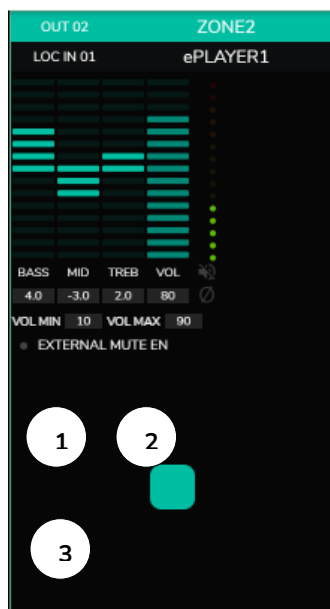 OUT 02 ZONE2
LOC IN 01 ePLAYER1
BASS MID TREB VOL
4.0 -3.0 2.0 80
VOL MIN 10 VOL MAX 90
EXTERNAL MUTE EN
1 2
3